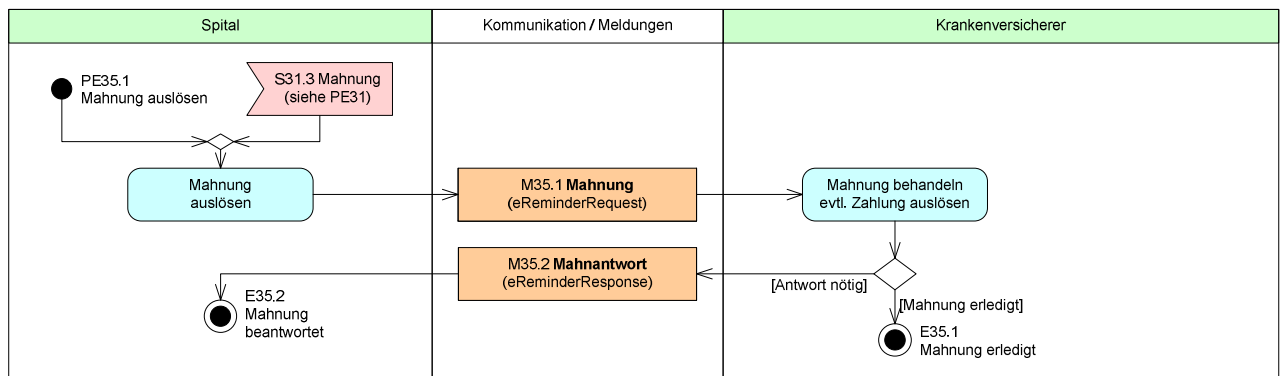 Spital
Kommunikation / Meldungen
Krankenversicherer
PE35.1
Mahnung auslösen
S31.3 Mahnung
(siehe PE31)
Mahnung
auslösen
M35.1 Mahnung
(eReminderRequest)
Mahnung behandeln
evtl. Zahlung auslösen
M35.2 Mahnantwort
(eReminderResponse)
[Antwort nötig]
[Mahnung erledigt]
E35.2
Mahnung
beantwortet
E35.1
Mahnung erledigt